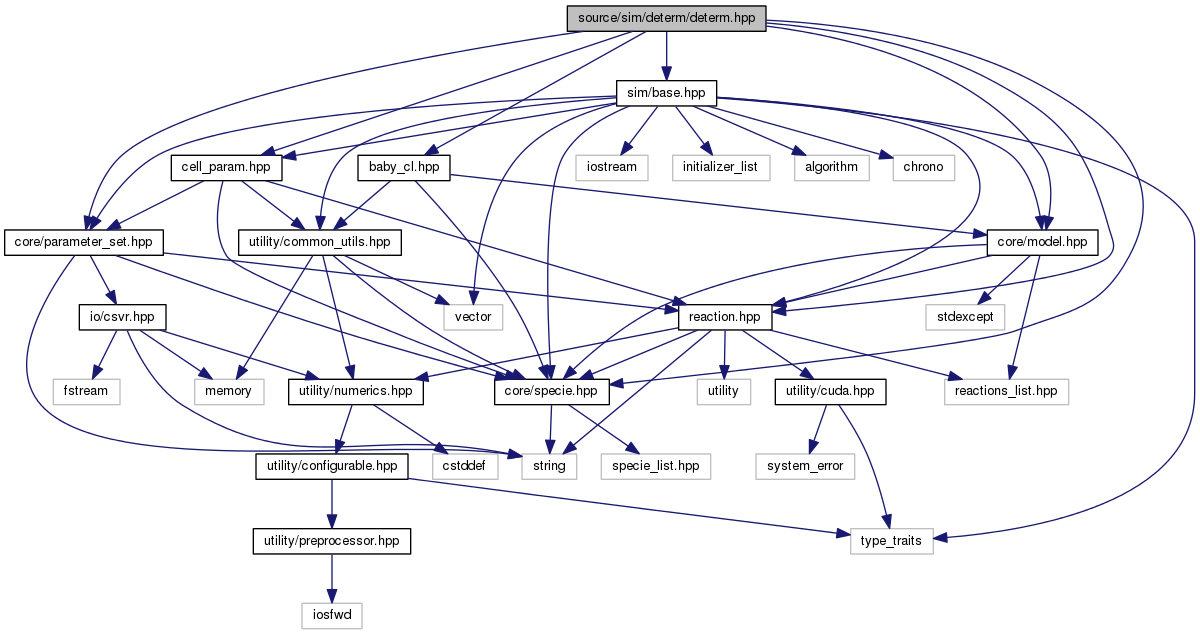 source/sim/determ/determ.hpp
sim/base.hpp
cell_param.hpp
baby_cl.hpp
iostream
initializer_list
algorithm
chrono
core/parameter_set.hpp
utility/common_utils.hpp
core/model.hpp
io/csvr.hpp
vector
reaction.hpp
stdexcept
fstream
memory
utility/numerics.hpp
core/specie.hpp
utility
utility/cuda.hpp
reactions_list.hpp
utility/configurable.hpp
cstddef
string
specie_list.hpp
system_error
utility/preprocessor.hpp
type_traits
iosfwd